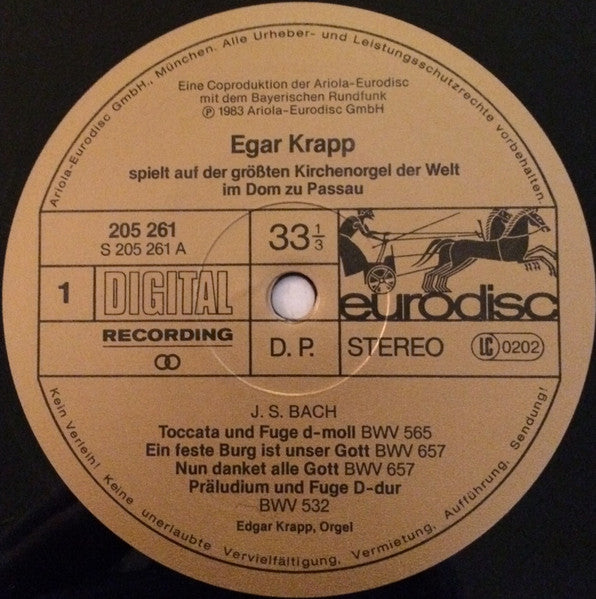 Ariola-Eurodisc GmbH., München. Alle Urheber- und Leistungsschutzrechte vorbehalten.
Eine Coproduktion der Ariola-Eurodisc
mit dem Bayerischen Rundfunk
Ⓟ 1983 Ariola-Eurodisc GmbH
Egar Krapp
spielt auf der größten Kirchenorgel der Welt
im Dom zu Passau
205 261
S 205 261 A
33 1/3
1
DIGITAL
RECORDING
eurodisc
D. P.
STEREO
LC 0202
J. S. BACH
Toccata und Fuge d-moll BWV 565
Ein feste Burg ist unser Gott BWV 657
Nun danket alle Gott BWV 657
Präludium und Fuge D-dur
BWV 532
Edgar Krapp, Orgel
Kein Verleih! Keine unerlaubte Vervielfältigung, Vermietung, Aufführung, Sendung!